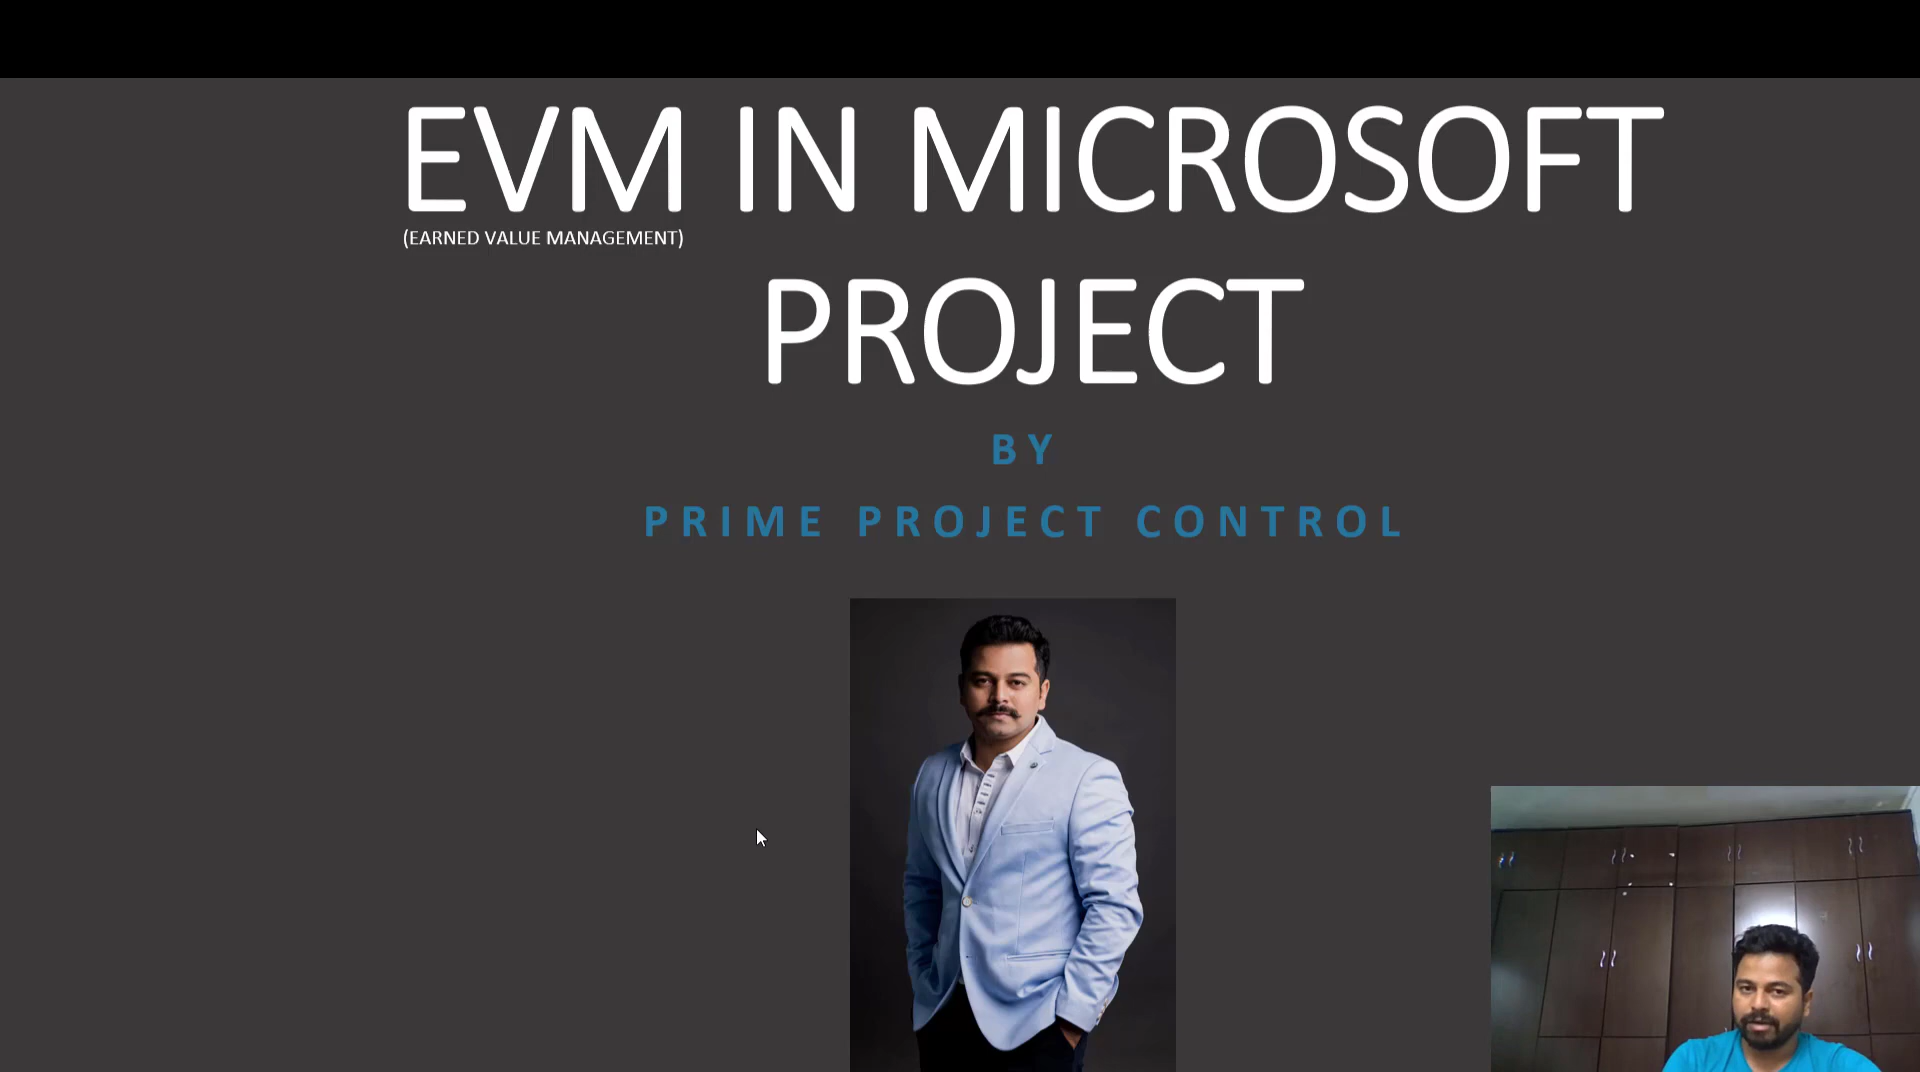 EVM IN MICROSOFT
(EARNED VALUE MANAGEMENT)
PROJECT
BY
PRIME PROJECT CONTROL